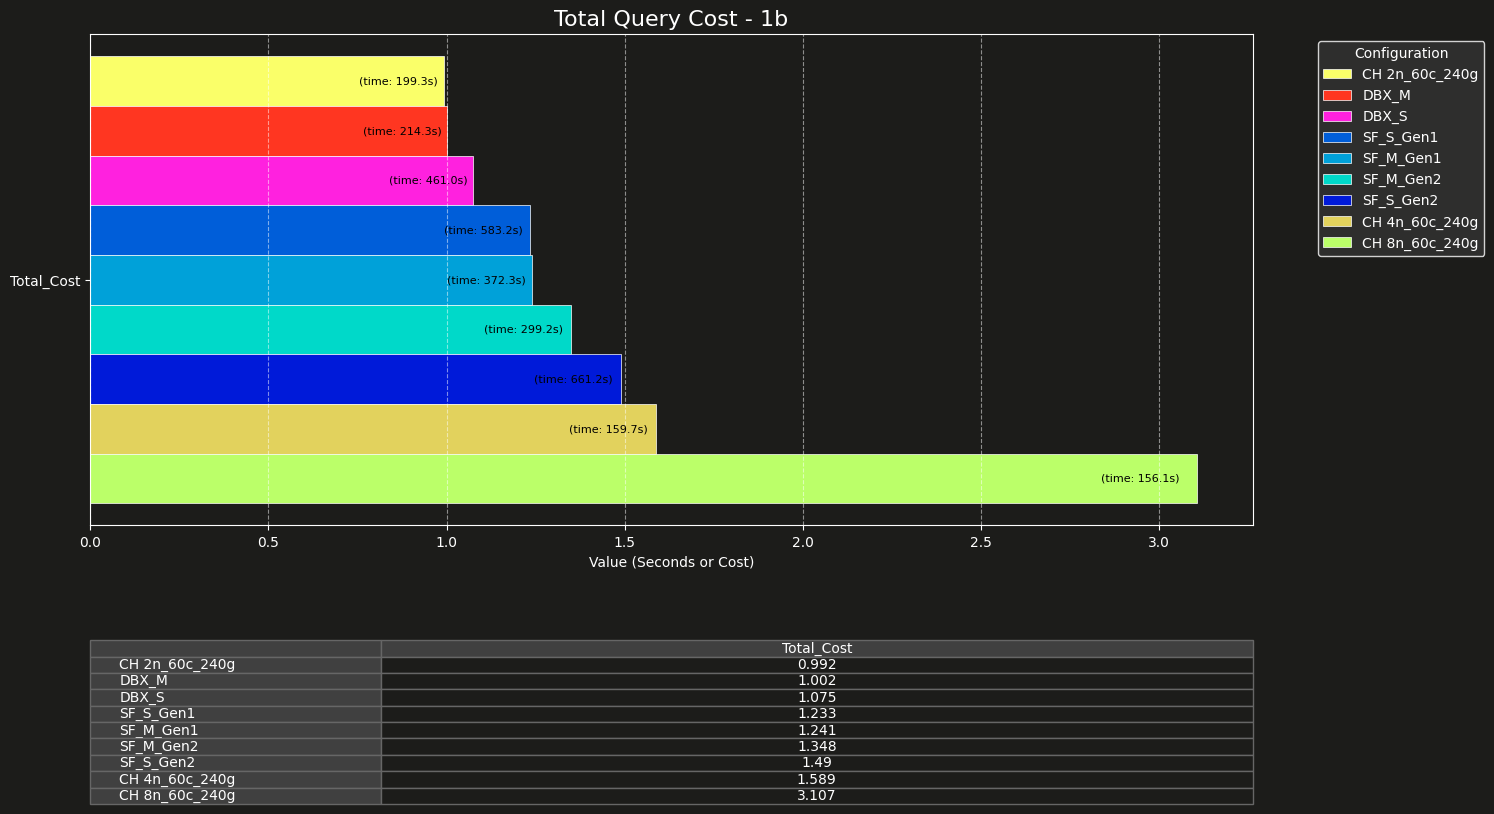 Total Query Cost - 1b
Configuration
CH 2n_60c_240g
DBX_M
DBX_S
SF_S_Gen1
SF_M_Gen1
SF_M_Gen2
SF_S_Gen2
CH 4n_60c_240g
CH 8n_60c_240g
Total_Cost
(time: 199.3s)
(time: 214.3s)
(time: 461.0s)
(time: 583.2s)
(time: 372.3s)
(time: 299.2s)
(time: 661.2s)
(time: 159.7s)
(time: 156.1s)
0.0 0.5 1.0 1.5 2.0 2.5 3.0
Value (Seconds or Cost)
Total_Cost
CH 2n_60c_240g 0.992
DBX_M 1.002
DBX_S 1.075
SF_S_Gen1 1.233
SF_M_Gen1 1.241
SF_M_Gen2 1.348
SF_S_Gen2 1.49
CH 4n_60c_240g 1.589
CH 8n_60c_240g 3.107